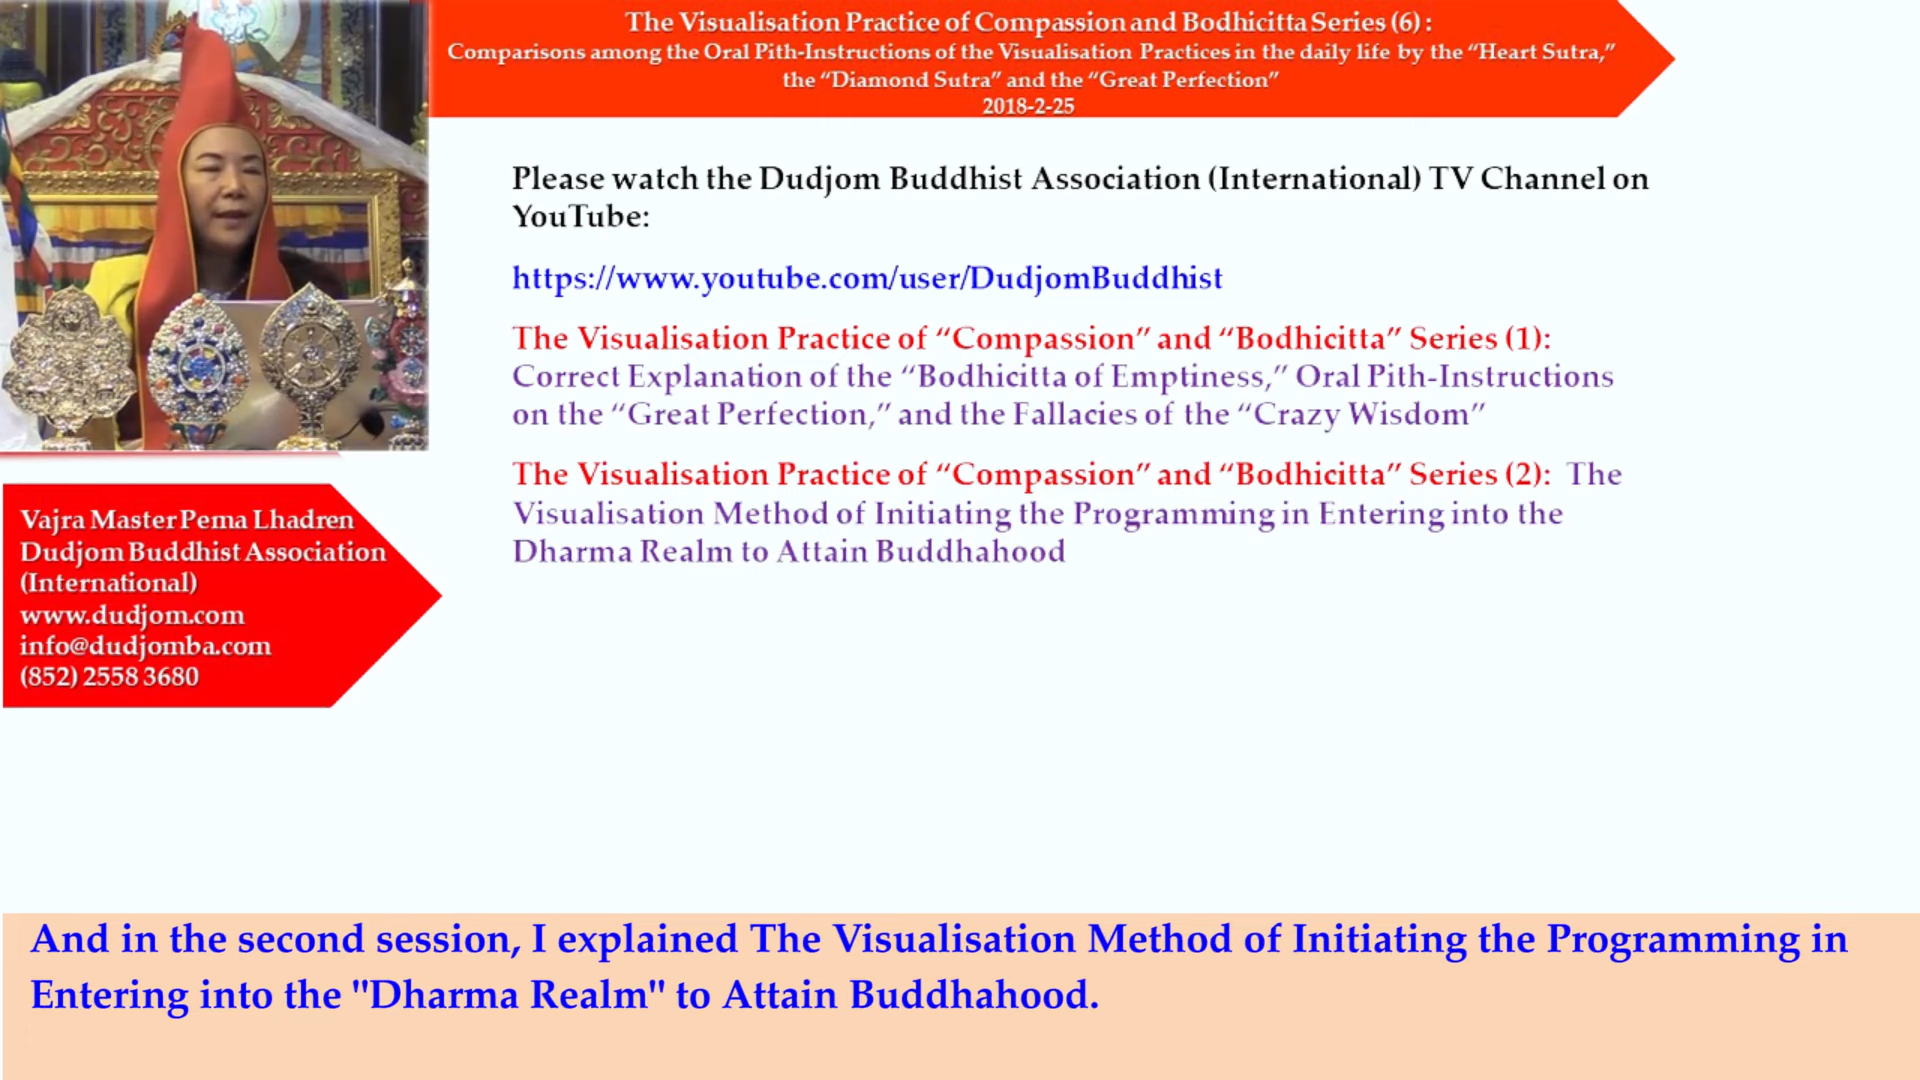 The Visualisation Practice of Compassion and Bodhicitta Series (6) :
Comparisons among the Oral Pith-Instructions of the Visualisation Practices in the daily life by the “Heart Sutra,”
the “Diamond Sutra” and the “Great Perfection”
2018-2-25
Please watch the Dudjom Buddhist Association (International) TV Channel on
YouTube:
https://www.youtube.com/user/DudjomBuddhist
The Visualisation Practice of “Compassion” and “Bodhicitta” Series (1):
Correct Explanation of the “Bodhicitta of Emptiness,” Oral Pith-Instructions
on the “Great Perfection,” and the Fallacies of the “Crazy Wisdom”
The Visualisation Practice of “Compassion” and “Bodhicitta” Series (2): The
Visualisation Method of Initiating the Programming in Entering into the
Dharma Realm to Attain Buddhahood
Vajra Master Pema Lhadren
Dudjom Buddhist Association
(International)
www.dudjom.com
info@dudjomba.com
(852) 2558 3680
And in the second session, I explained The Visualisation Method of Initiating the Programming in
Entering into the "Dharma Realm" to Attain Buddhahood.